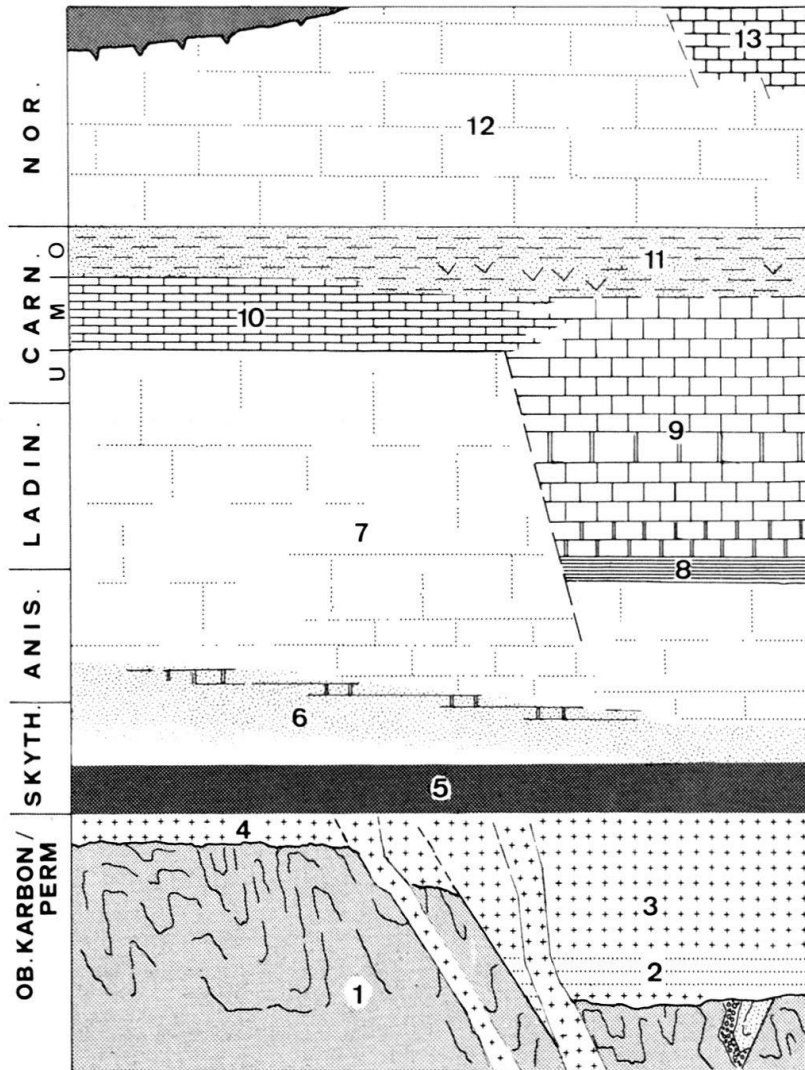 NOR.
CARN.
O
M
U
LADIN.
ANIS.
SKYTH.
OB. KARBON /
PERM
13
12
11
10
9
7
8
6
5
4
3
2
1